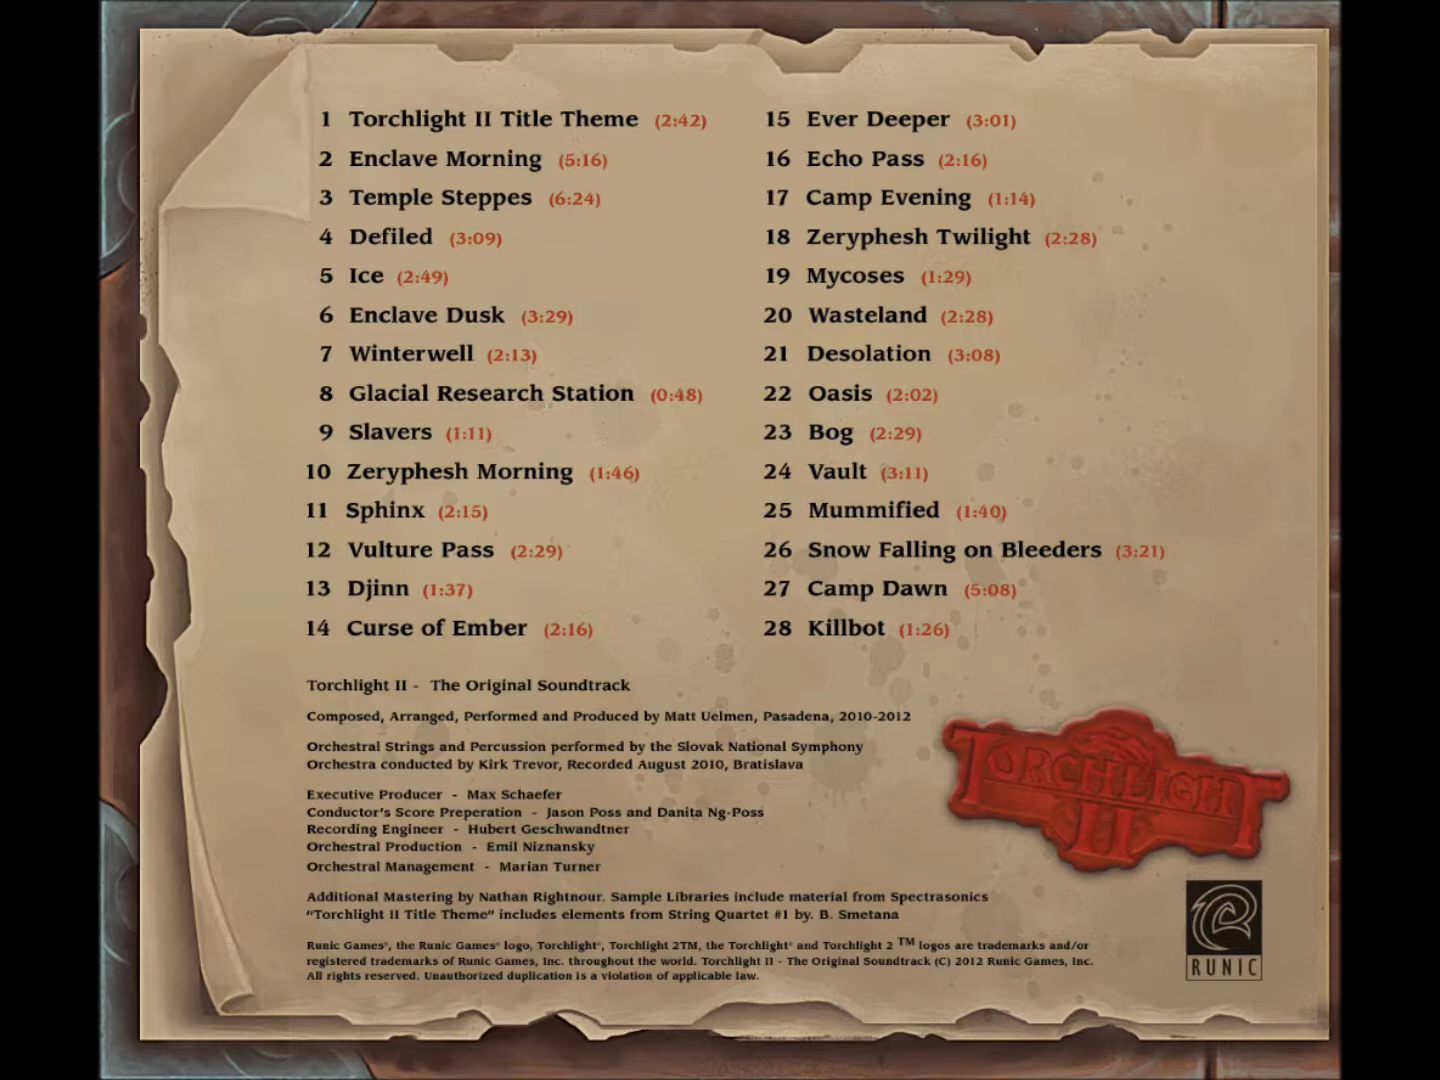 1 Torchlight II Title Theme (2:42)
2 Enclave Morning (5:16)
3 Temple Steppes (6:24)
4 Defiled (3:09)
5 Ice (2:49)
6 Enclave Dusk (3:29)
7 Winterwell (2:13)
8 Glacial Research Station (0:48)
9 Slavers (1:11)
10 Zeryphesh Morning (1:46)
11 Sphinx (2:15)
12 Vulture Pass (2:29)
13 Djinn (1:37)
14 Curse of Ember (2:16)
15 Ever Deeper (3:01)
16 Echo Pass (2:16)
17 Camp Evening (1:14)
18 Zeryphesh Twilight (2:28)
19 Mycoses (1:29)
20 Wasteland (2:28)
21 Desolation (3:08)
22 Oasis (2:02)
23 Bog (2:29)
24 Vault (3:11)
25 Mummified (1:40)
26 Snow Falling on Bleeders (3:21)
27 Camp Dawn (5:08)
28 Killbot (1:26)
Torchlight II - The Original Soundtrack
Composed, Arranged, Performed and Produced by Matt Uelmen, Pasadena, 2010-2012
Orchestral Strings and Percussion performed by the Slovak National Symphony
Orchestra conducted by Kirk Trevor, Recorded August 2010, Bratislava
Executive Producer - Max Schaefer
Conductor's Score Preperation - Jason Poss and Danita Ng-Poss
Recording Engineer - Hubert Geschwandtner
Orchestral Production - Emil Niznansky
Orchestral Management - Marian Turner
Additional Mastering by Nathan Rightnour. Sample Libraries include material from Spectrasonics
"Torchlight II Title Theme" includes elements from String Quartet #1 by. B. Smetana
Runic Games®, the Runic Games® logo, Torchlight®, Torchlight 2TM, the Torchlight® and Torchlight 2 TM logos are trademarks and/or
registered trademarks of Runic Games, Inc. throughout the world. Torchlight II - The Original Soundtrack (C) 2012 Runic Games, Inc.
All rights reserved. Unauthorized duplication is a violation of applicable law.
TORCHLIGHT
II
RUNIC